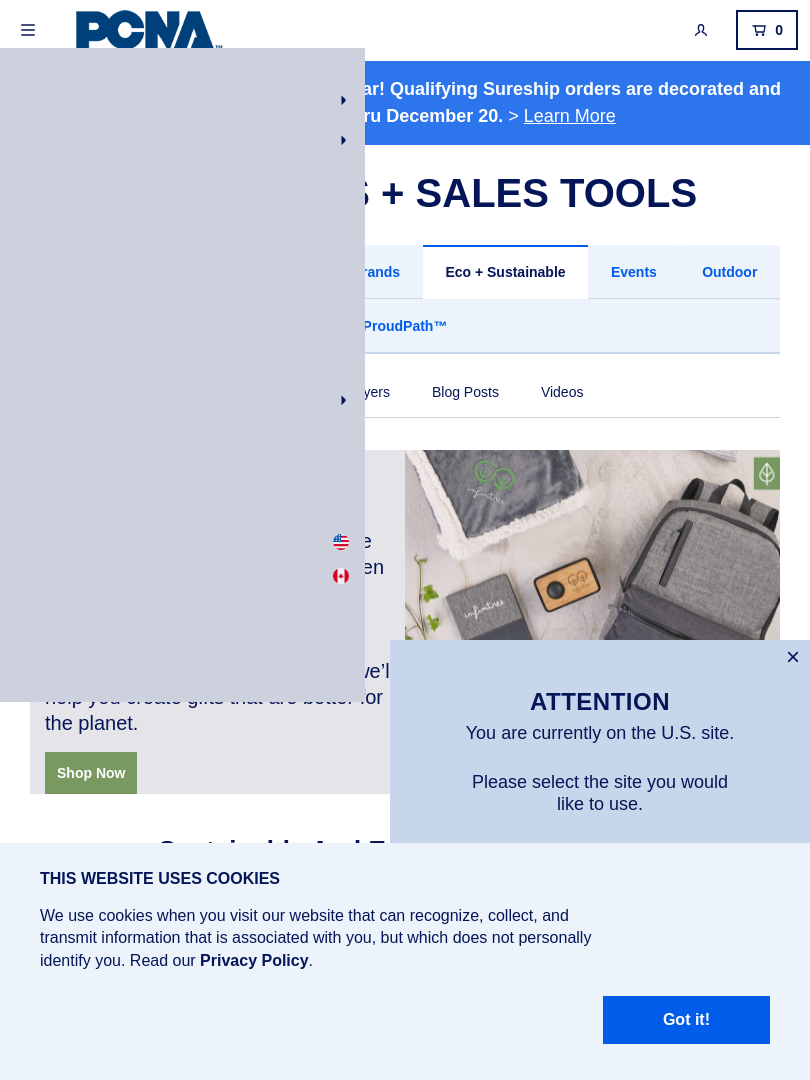 PCNA™
0
ar! Qualifying Sureship orders are decorated and
ru December 20. > Learn More
S + SALES TOOLS
rands
Eco + Sustainable
Events
Outdoor
ProudPath™
yers
Blog Posts
Videos
infinitree
infinitree
e
en
we'l
help you create gifts that are better for
the planet.
Shop Now
ATTENTION
You are currently on the U.S. site.
Please select the site you would
like to use.
THIS WEBSITE USES COOKIES
We use cookies when you visit our website that can recognize, collect, and
transmit information that is associated with you, but which does not personally
identify you. Read our Privacy Policy.
Got it!